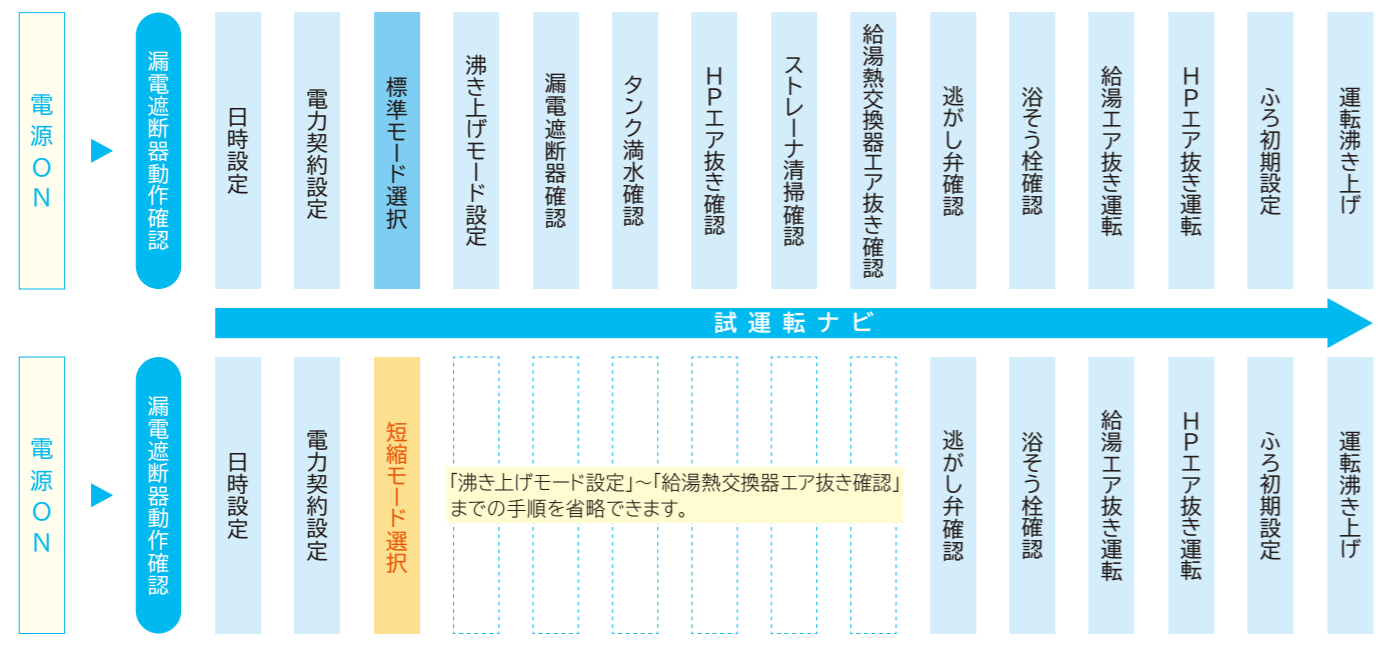 電源ON
漏電遮断器動作確認
日時設定
電力契約設定
標準モード選択
沸き上げモード設定
漏電遮断器確認
タンク満水確認
HPエア抜き確認
ストレーナ清掃確認
給湯熱交換器エア抜き確認
逃がし弁確認
浴そう栓確認
給湯エア抜き運転
HPエア抜き運転
ふろ初期設定
運転沸き上げ
試運転ナビ
電源ON
漏電遮断器動作確認
日時設定
電力契約設定
短縮モード選択
「沸き上げモード設定」～「給湯熱交換器エア抜き確認」
までの手順を省略できます。
逃がし弁確認
浴そう栓確認
給湯エア抜き運転
HPエア抜き運転
ふろ初期設定
運転沸き上げ